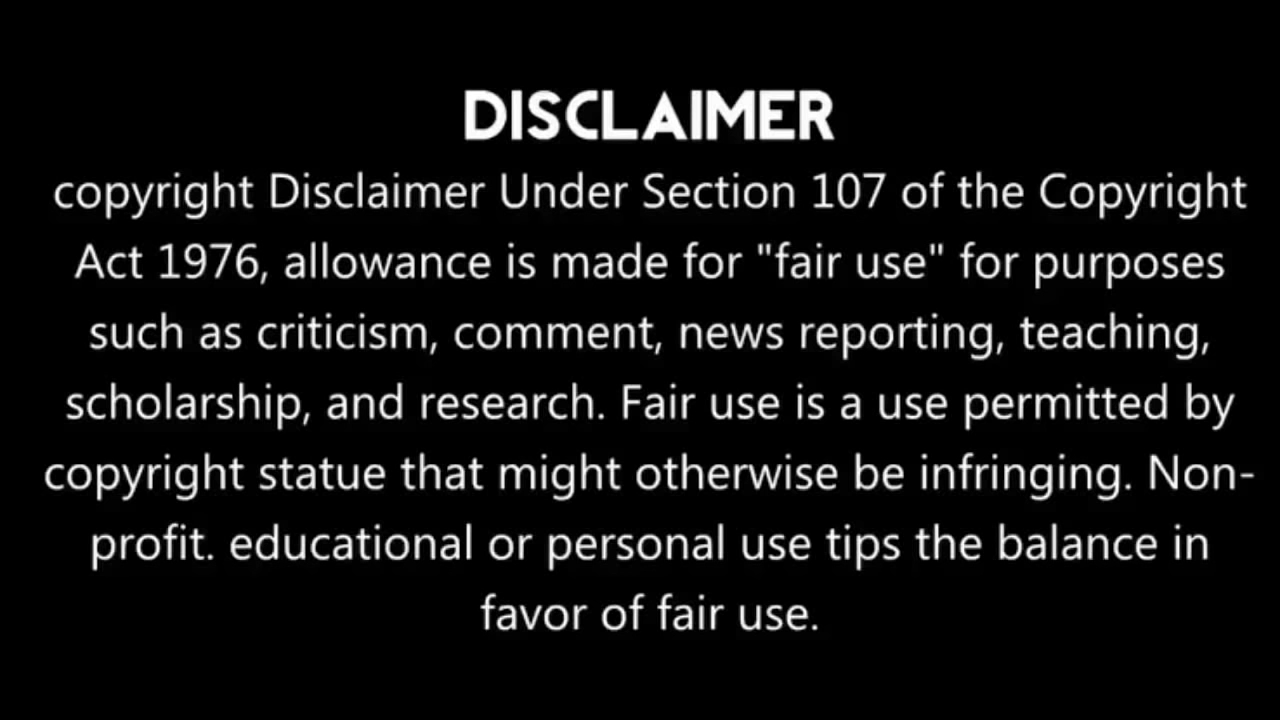 DISCLAIMER
copyright Disclaimer Under Section 107 of the Copyright
Act 1976, allowance is made for "fair use" for purposes
such as criticism, comment, news reporting, teaching,
scholarship, and research. Fair use is a use permitted by
copyright statue that might otherwise be infringing. Non-
profit. educational or personal use tips the balance in
favor of fair use.